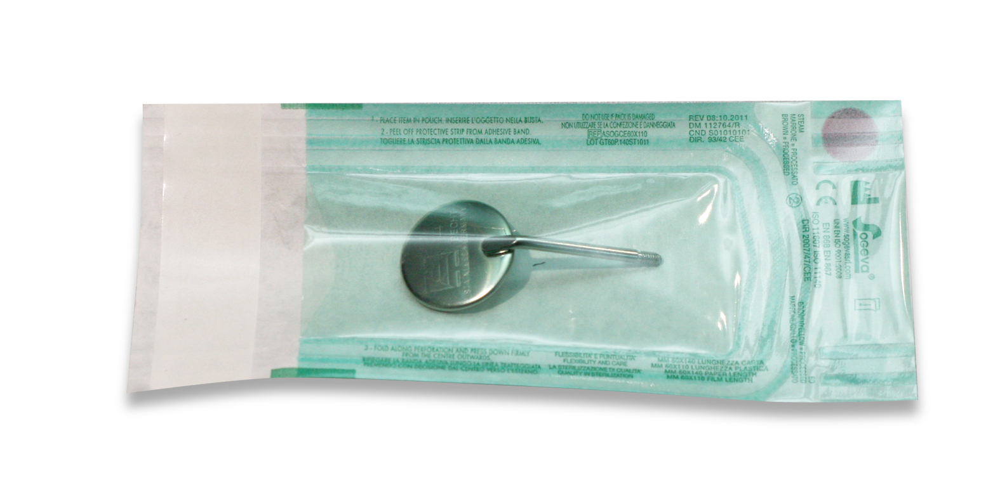 1 - PLACE ITEM IN POUCH. INSERIRE L'OGGETTO NELLA BUSTA.
2 - PEEL OFF PROTECTIVE STRIP FROM ADHESIVE BAND.
TOGLIERE LA STRISCIA PROTETTIVA DALLA BANDA ADESIVA.
DO NOT USE IF PACK IS DAMAGED
NON UTILIZZARE SE LA CONFEZIONE E DANNEGGIATA
REF ASOGCE60X110
LOT GT60P.140ST1011
REV 08:10.2011
DM 112764/R
CND S01010101
DIR. 93/42 CEE
STEAM
MARRONE = PROCESSATO
BROWN = PROCESSED
2
CE
Sogeva®
www.sogevasrl.com
UNI EN ISO 9001:2008
EN 868 EN 867
ISO 11607 ISO 11140
DIR 2007/47/CEE
3 - FOLD ALONG PERFORATION AND PRESS DOWN FIRMLY
FROM THE CENTRE OUTWARDS.
RIPIEGARE LA BANDA ADESIVA LUNGO LA LINEA TRATTEGGIATA
PREMENDO CON DECISIONE DAL CENTRO VERSO L'ESTERNO
FLESSIBILITA' E PUNTUALITA'
FLEXIBILITY AND CARE
LA STERILIZZAZIONE DI QUALITA'
QUALITY IN STERILIZATION
MM 60X140 LUNGHEZZA CARTA
MM 60X110 LUNGHEZZA PLASTICA
MM 60X140 PAPER LENGTH
MM 60X110 FILM LENGTH